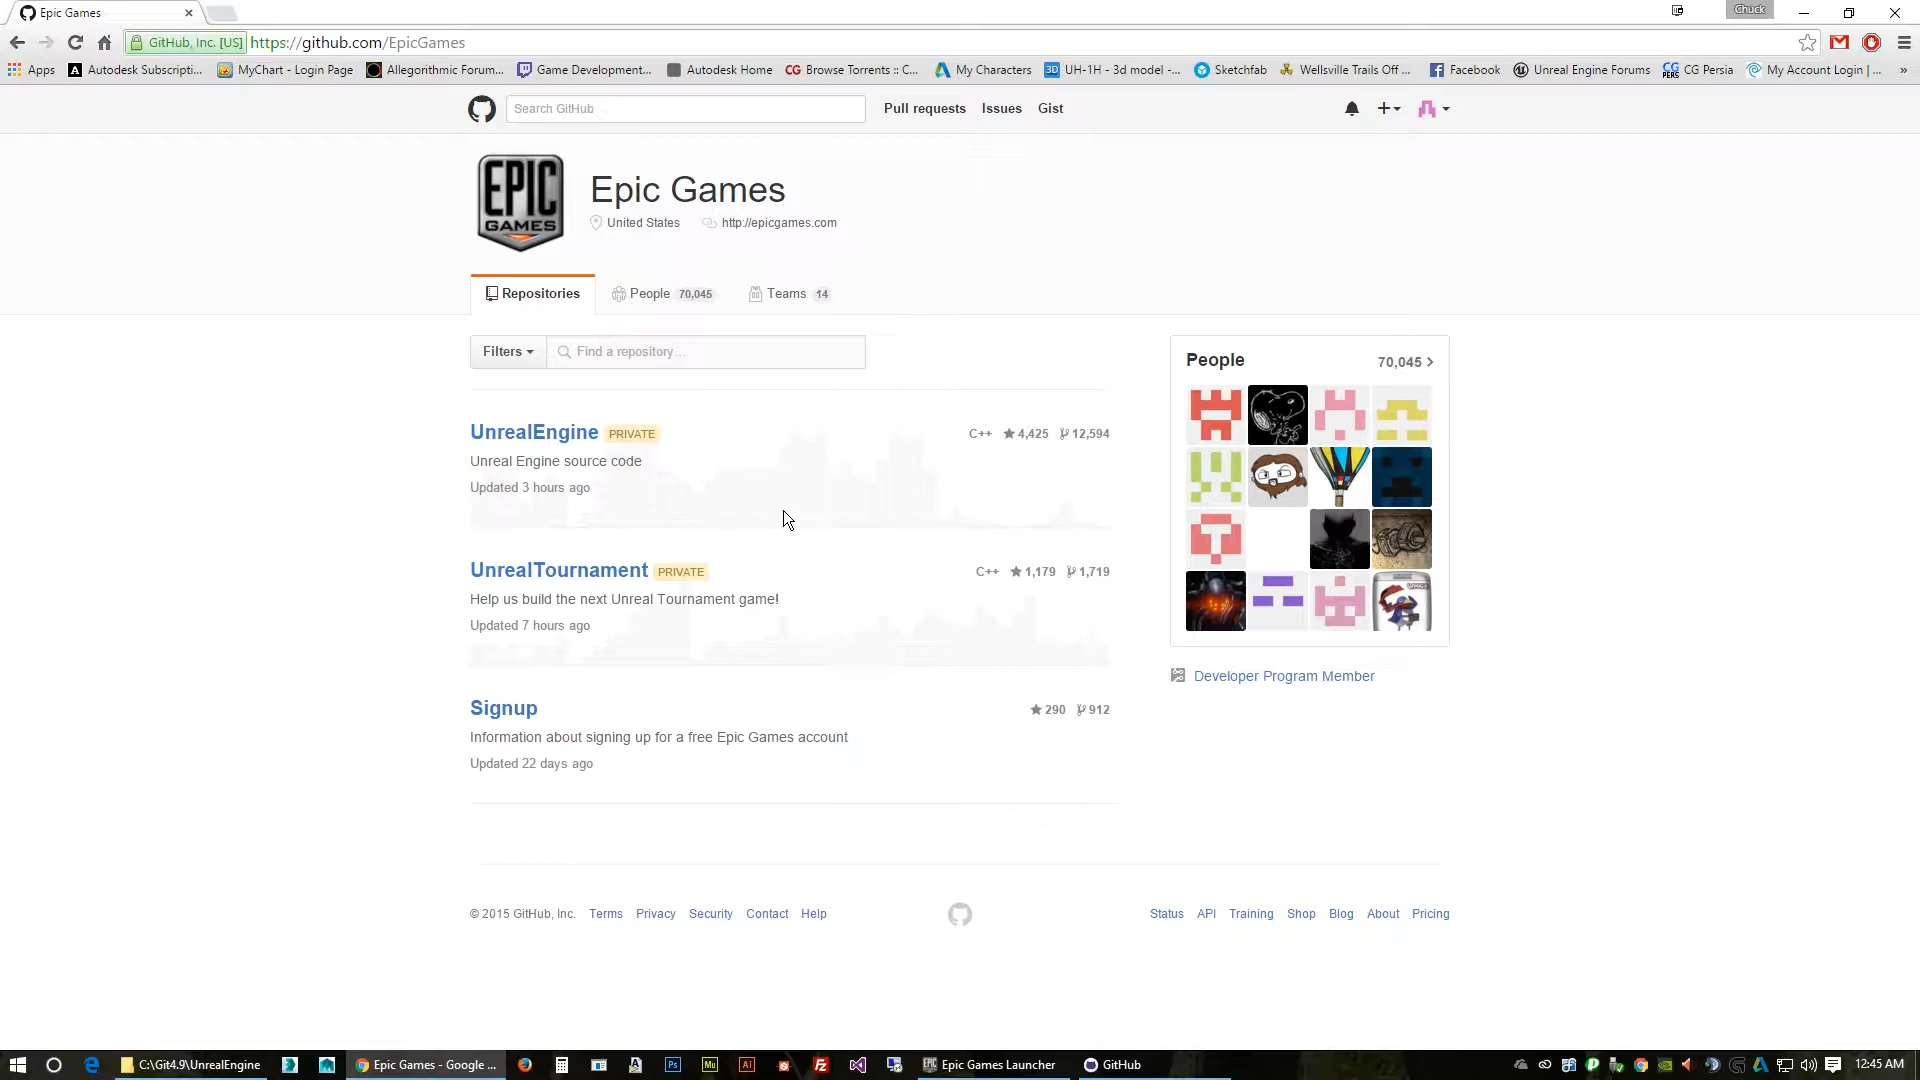 Epic Games
Chuck
GitHub, Inc. [US] https://github.com/EpicGames
Apps Autodesk Subscripti... MyChart - Login Page Allegorithmic Forum... Game Development... Autodesk Home CG Browse Torrents :: C... My Characters 3D UH-1H - 3d model -... Sketchfab Wellsville Trails Off ... Facebook Unreal Engine Forums CG Persia My Account Login | ... »
Search GitHub Pull requests Issues Gist
EPIC GAMES
Epic Games
United States http://epicgames.com
Repositories People 70,045 Teams 14
Filters Find a repository...
People 70,045
UnrealEngine PRIVATE C++ 4,425 12,594
Unreal Engine source code
Updated 3 hours ago
UnrealTournament PRIVATE C++ 1,179 1,719
Help us build the next Unreal Tournament game!
Updated 7 hours ago
Developer Program Member
Signup 290 912
Information about signing up for a free Epic Games account
Updated 22 days ago
© 2015 GitHub, Inc. Terms Privacy Security Contact Help Status API Training Shop Blog About Pricing
C:\Git4.9\UnrealEngine Epic Games - Google ... Ps Mu Ai Fz Epic Games Launcher GitHub 12:45 AM